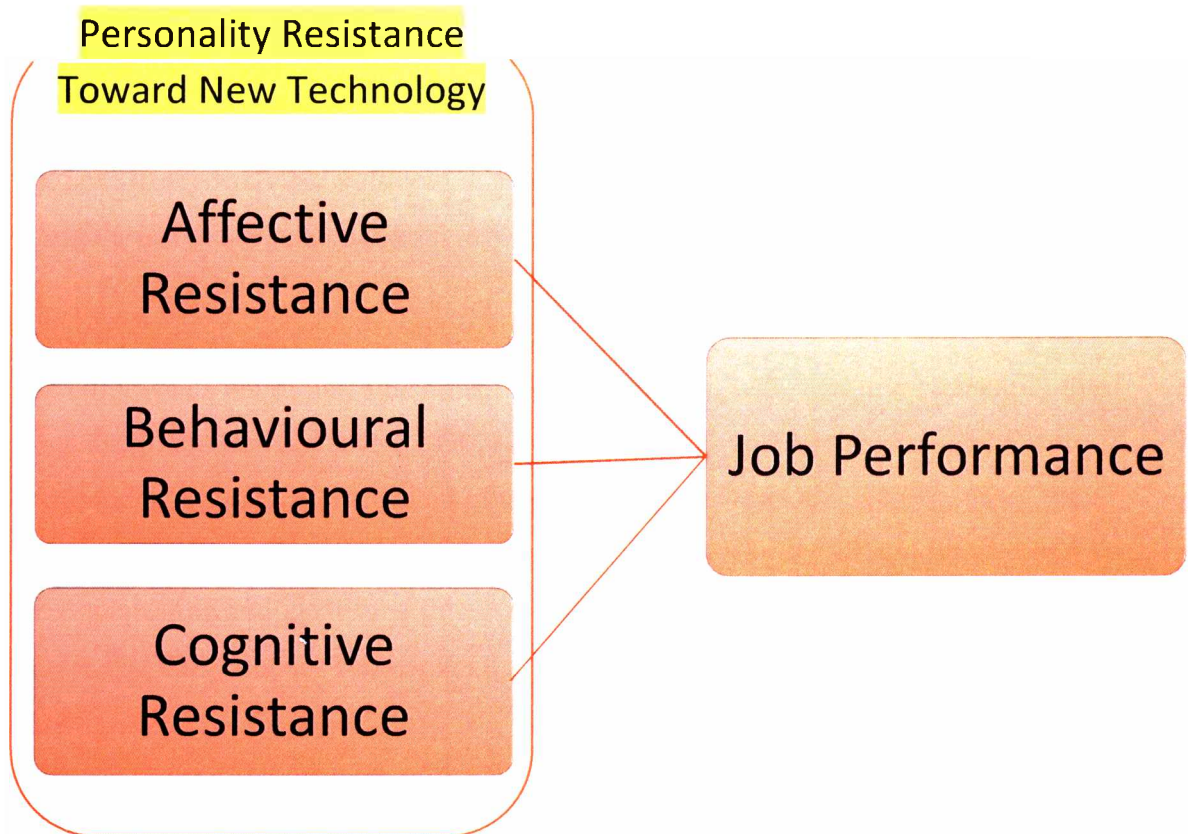 Personality Resistance
Toward New Technology
Affective
Resistance
Behavioural
Resistance
Cognitive
Resistance
Job Performance